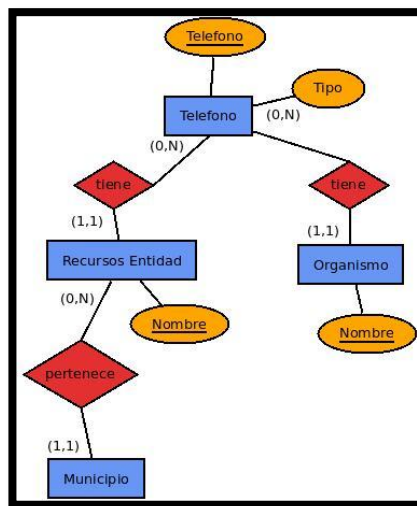 Telefono
Tipo
(0,N)
Telefono
(0,N)
tiene
tiene
(1,1)
(1,1)
Recursos Entidad
Organismo
(0,N)
Nombre
Nombre
pertenece
(1,1)
Municipio